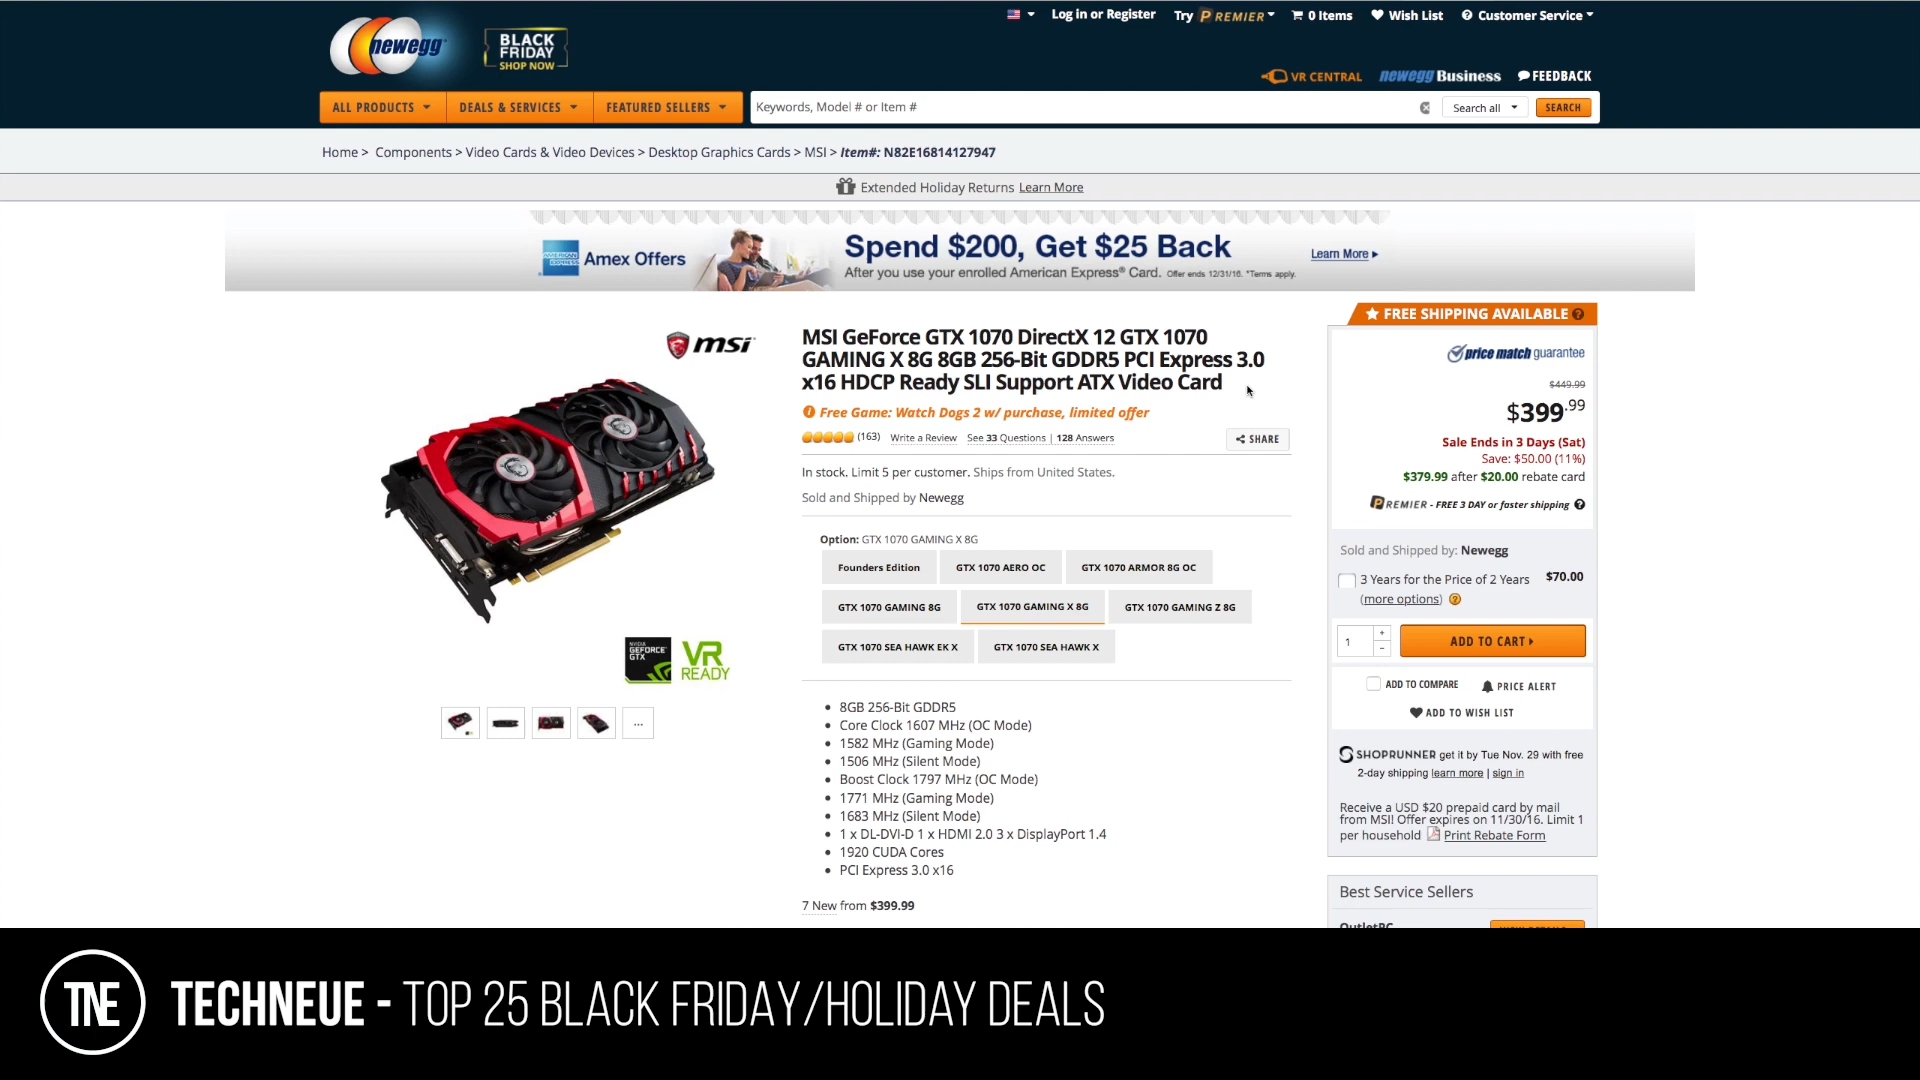 Log in or Register
Try PREMIER
0 Items
Wish List
Customer Service
newegg
BLACK
FRIDAY
SHOP NOW
VR CENTRAL
newegg Business
FEEDBACK
ALL PRODUCTS
DEALS & SERVICES
FEATURED SELLERS
Keywords, Model # or Item #
Search all
SEARCH
Home > Components > Video Cards & Video Devices > Desktop Graphics Cards > MSI > Item#: N82E16814127947
Extended Holiday Returns Learn More
AMERICAN EXPRESS
Amex Offers
Spend $200, Get $25 Back
After you use your enrolled American Express® Card. Offer ends 12/31/16. *Terms apply.
Learn More
msi
MSI GeForce GTX 1070 DirectX 12 GTX 1070
GAMING X 8G 8GB 256-Bit GDDR5 PCI Express 3.0
x16 HDCP Ready SLI Support ATX Video Card
Free Game: Watch Dogs 2 w/ purchase, limited offer
(163) Write a Review See 33 Questions | 128 Answers
SHARE
In stock. Limit 5 per customer. Ships from United States.
Sold and Shipped by Newegg
Option: GTX 1070 GAMING X 8G
Founders Edition
GTX 1070 AERO OC
GTX 1070 ARMOR 8G OC
GTX 1070 GAMING 8G
GTX 1070 GAMING X 8G
GTX 1070 GAMING Z 8G
GTX 1070 SEA HAWK EK X
GTX 1070 SEA HAWK X
NVIDIA
GEFORCE
GTX
VR
READY
...
• 8GB 256-Bit GDDR5
• Core Clock 1607 MHz (OC Mode)
• 1582 MHz (Gaming Mode)
• 1506 MHz (Silent Mode)
• Boost Clock 1797 MHz (OC Mode)
• 1771 MHz (Gaming Mode)
• 1683 MHz (Silent Mode)
• 1 x DL-DVI-D 1 x HDMI 2.0 3 x DisplayPort 1.4
• 1920 CUDA Cores
• PCI Express 3.0 x16
7 New from $399.99
FREE SHIPPING AVAILABLE
price match guarantee
$449.99
$399.99
Sale Ends in 3 Days (Sat)
Save: $50.00 (11%)
$379.99 after $20.00 rebate card
PREMIER - FREE 3 DAY or faster shipping
Sold and Shipped by: Newegg
3 Years for the Price of 2 Years $70.00
(more options)
1
+
-
ADD TO CART
ADD TO COMPARE
PRICE ALERT
ADD TO WISH LIST
SHOPRUNNER get it by Tue Nov. 29 with free
2-day shipping learn more | sign in
Receive a USD $20 prepaid card by mail
from MSI! Offer expires on 11/30/16. Limit 1
per household Print Rebate Form
Best Service Sellers
OutletPC
TNE
TECHNEUE - TOP 25 BLACK FRIDAY/HOLIDAY DEALS